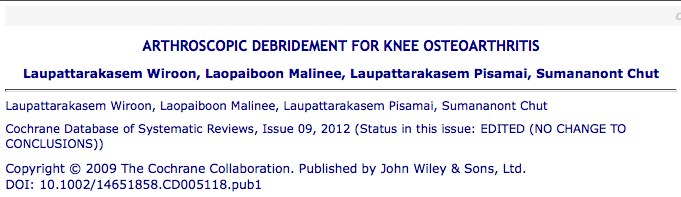 ARTHROSCOPIC DEBRIDEMENT FOR KNEE OSTEOARTHRITIS
Laupattarakasem Wiroon, Laopaiboon Malinee, Laupattarakasem Pisamai, Sumananont Chut
Laupattarakasem Wiroon, Laopaiboon Malinee, Laupattarakasem Pisamai, Sumananont Chut
Cochrane Database of Systematic Reviews, Issue 09, 2012 (Status in this issue: EDITED (NO CHANGE TO
CONCLUSIONS))
Copyright © 2009 The Cochrane Collaboration. Published by John Wiley & Sons, Ltd.
DOI: 10.1002/14651858.CD005118.pub1